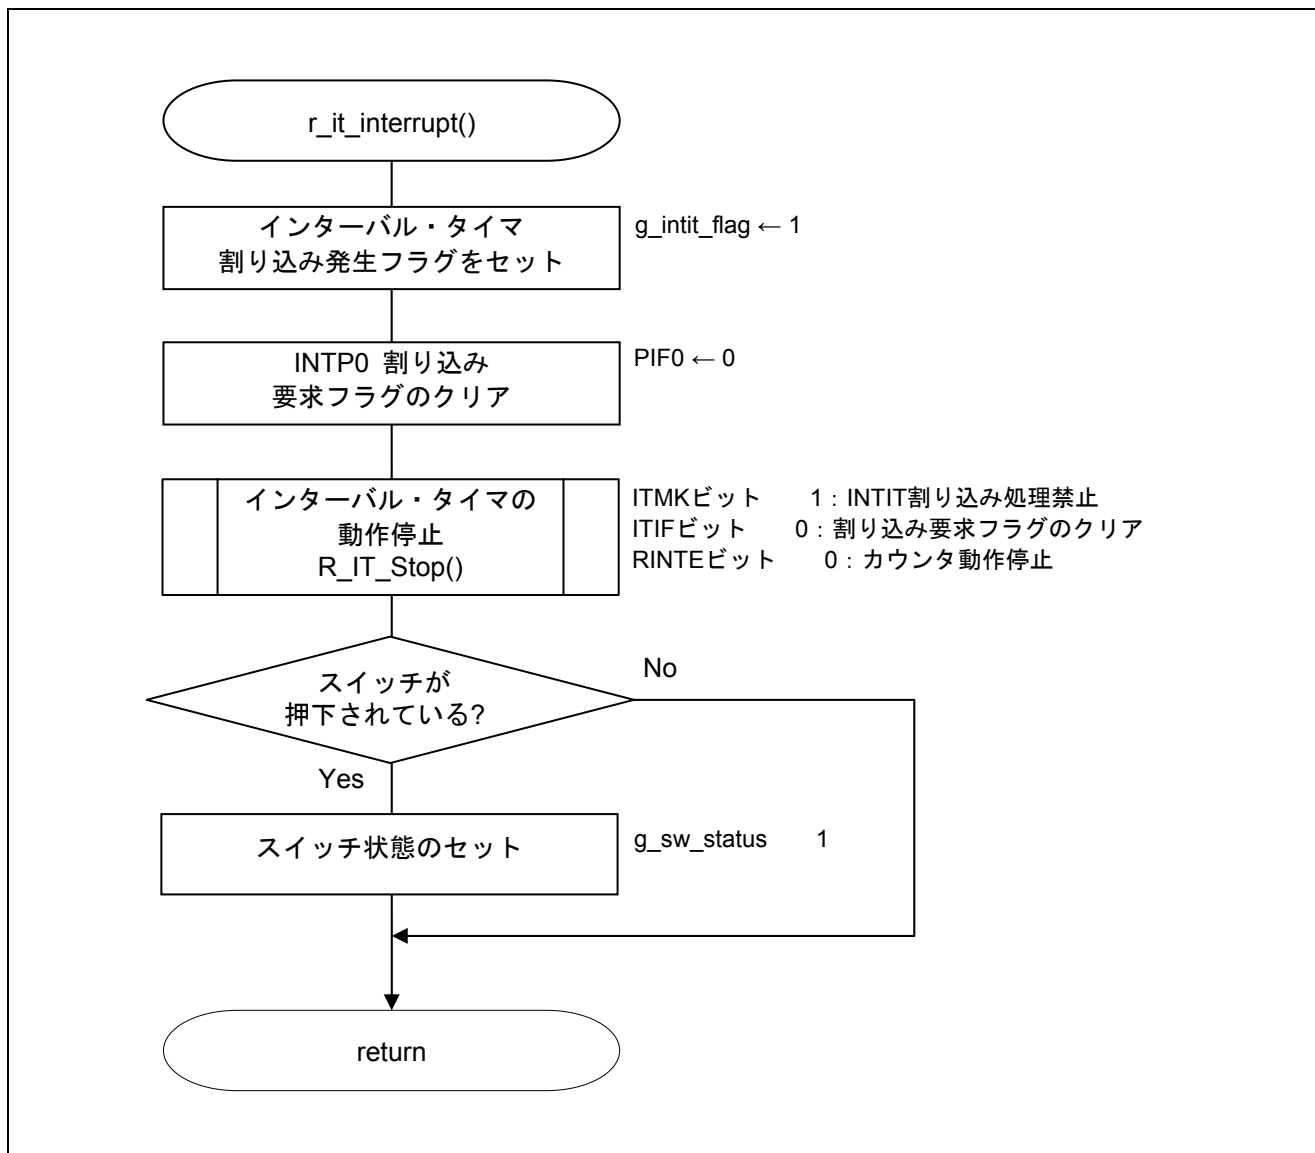 r_it_interrupt()
インターバル・タイマ
割り込み発生フラグをセット
g_intit_flag ← 1
INTP0 割り込み
要求フラグのクリア
PIF0 ← 0
インターバル・タイマの
動作停止
R_IT_Stop()
ITMKビット 1：INTIT割り込み処理禁止
ITIFビット 0：割り込み要求フラグのクリア
RINTEビット 0：カウンタ動作停止
スイッチが
押下されている?
No
Yes
スイッチ状態のセット
g_sw_status 1
return